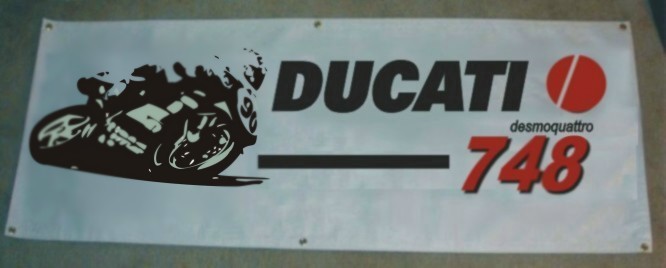 DUCATI
desmoquattro
748